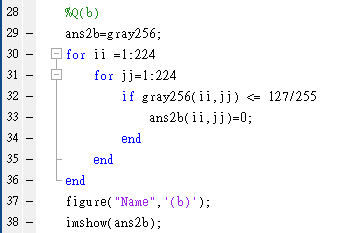 28 %Q(b)
29 – ans2b=gray256;
30 – for ii =1:224
31 – for jj=1:224
32 – if gray256(ii,jj) <= 127/255
33 – ans2b(ii,jj)=0;
34 – end
35 – end
36 – end
37 – figure("Name",'(b)');
38 – imshow(ans2b);